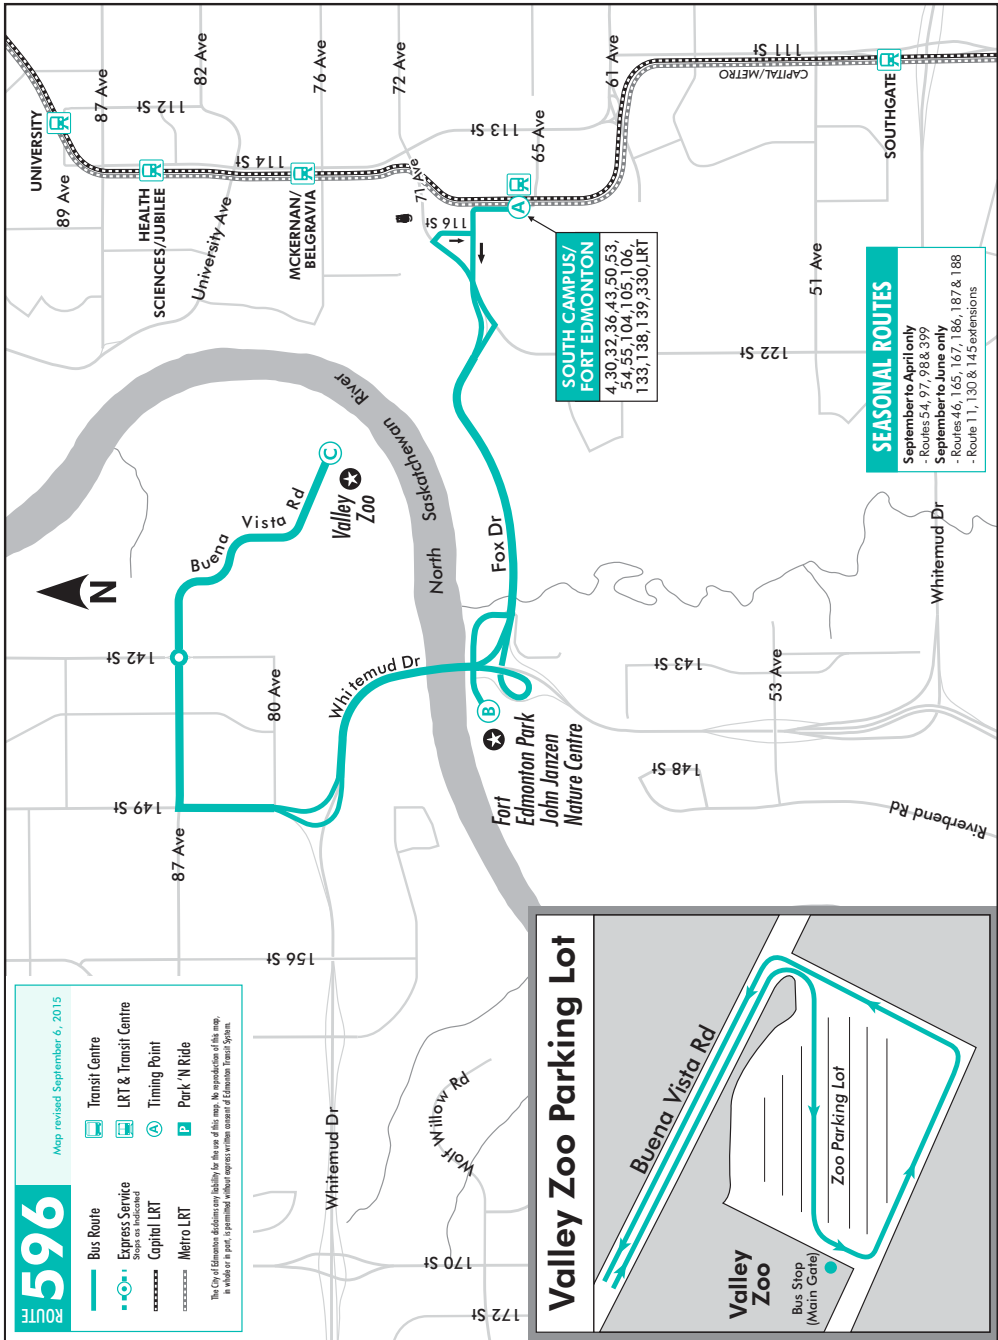 ROUTE 596
Map revised September 6, 2015
Bus Route
Express Service
Stops as Indicated
Capital LRT
Metro LRT
Transit Centre
LRT & Transit Centre
A
Timing Point
P
Park 'N Ride
The City of Edmonton disclaims any liability for the use of this map. No reproduction of this map,
in whole or in part, is permitted without express written consent of Edmonton Transit System.
156 St
149 St
87 Ave
142 St
80 Ave
N
Buena Vista Rd
C
Valley
Zoo
Whitemud Dr
North Saskatchewan River
UNIVERSITY
89 Ave
87 Ave
82 Ave
112 St
HEALTH
SCIENCES/JUBILEE
University Ave
114 St
MCKERNAN/
BELGRAVIA
76 Ave
72 Ave
71 Ave
116 St
113 St
65 Ave
61 Ave
A
111 St
CAPITAL/METRO
SOUTHGATE
51 Ave
122 St
SOUTH CAMPUS/
FORT EDMONTON
4,30,32,36,43,50,53,
54,55,104,105,106,
133,138,139,330,LRT
SEASONAL ROUTES
September to April only
- Routes 54, 97, 98 & 399
September to June only
- Routes 46, 165, 167, 186, 187 & 188
- Route 11, 130 & 145 extensions
Fox Dr
B
Fort
Edmonton Park
John Janzen
Nature Centre
143 St
53 Ave
Whitemud Dr
148 St
Riverbend Rd
Whitemud Dr
Wolf Willow Rd
170 St
172 St
Valley Zoo Parking Lot
Buena Vista Rd
Zoo Parking Lot
Valley
Zoo
Bus Stop
(Main Gate)